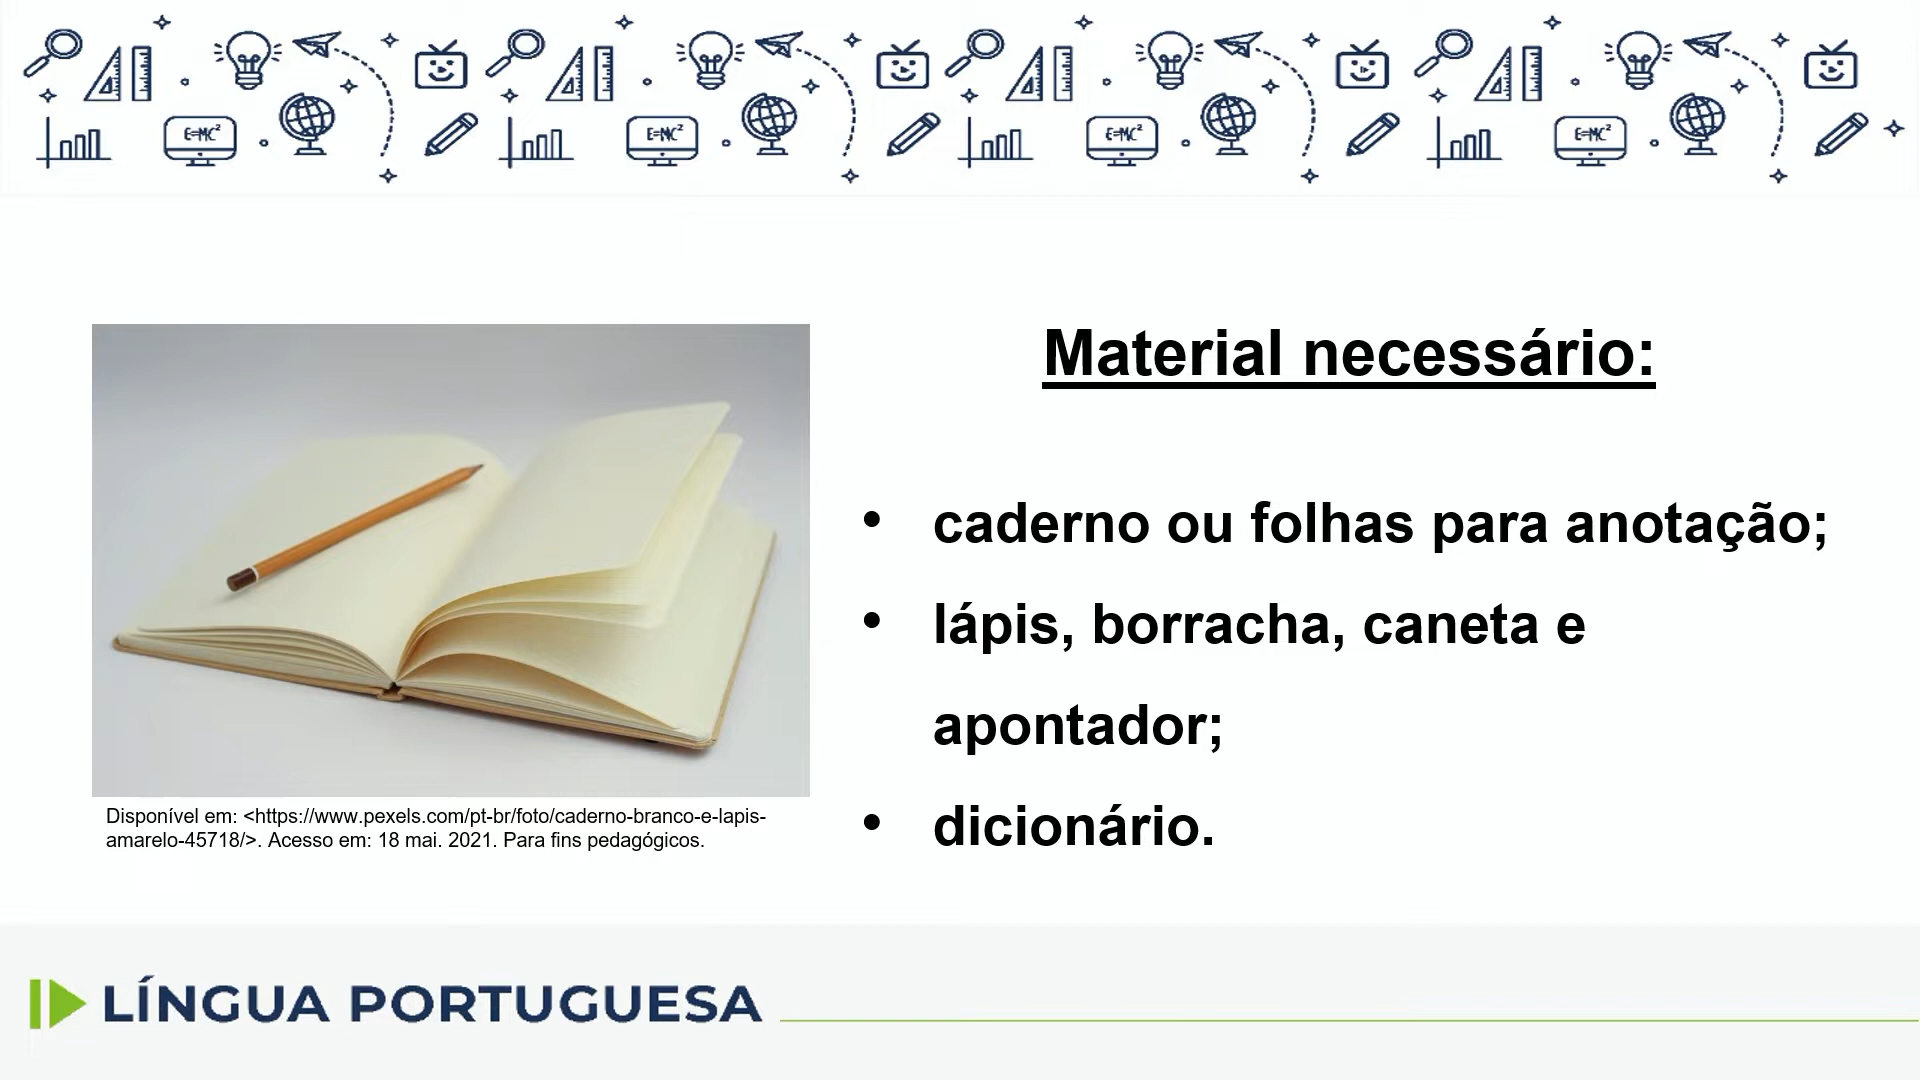 E=MC²
E=MC²
E=MC²
E=MC²
Material necessário:
• caderno ou folhas para anotação;
• lápis, borracha, caneta e
apontador;
• dicionário.
Disponível em: <https://www.pexels.com/pt-br/foto/caderno-branco-e-lapis-
amarelo-45718/>. Acesso em: 18 mai. 2021. Para fins pedagógicos.
LÍNGUA PORTUGUESA